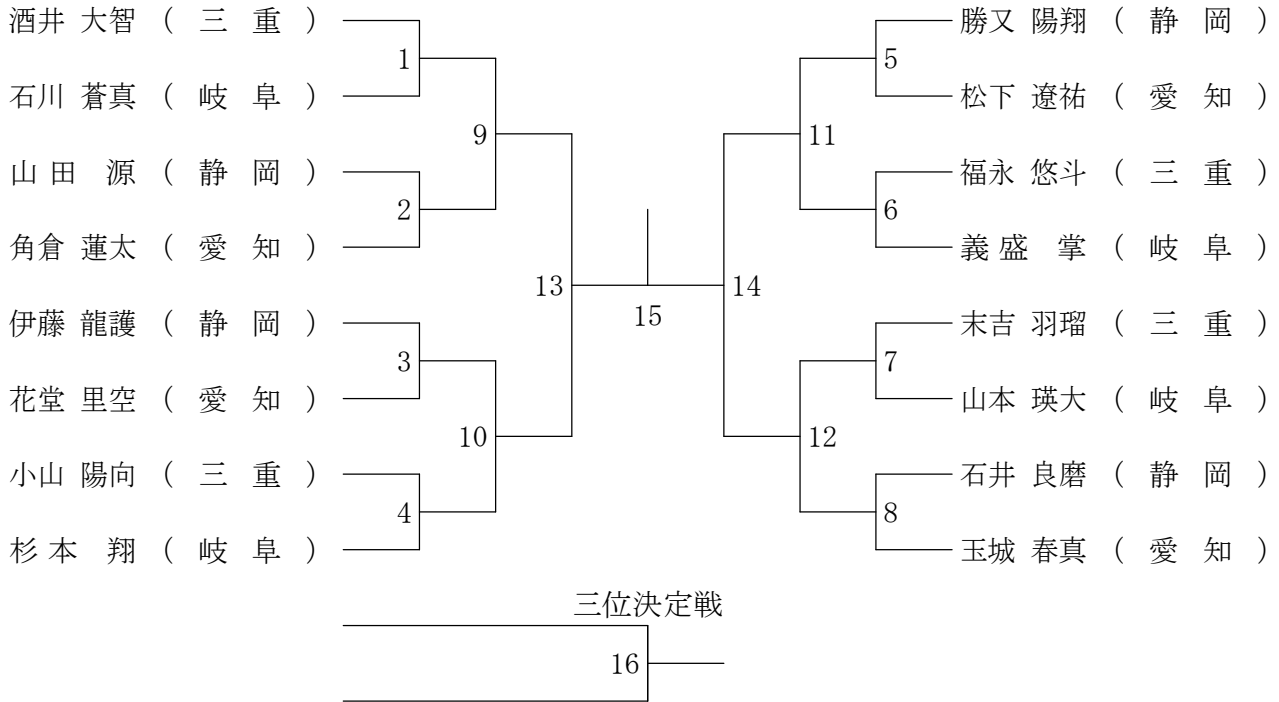 酒井 大智 ( 三 重 )
石川 蒼真 ( 岐 阜 )
山 田 源 ( 静 岡 )
角倉 蓮太 ( 愛 知 )
伊藤 龍護 ( 静 岡 )
花堂 里空 ( 愛 知 )
小山 陽向 ( 三 重 )
杉 本 翔 ( 岐 阜 )
1
2
3
4
9
10
13
15
14
11
12
5
6
7
8
勝又 陽翔 ( 静 岡 )
松下 遼祐 ( 愛 知 )
福永 悠斗 ( 三 重 )
義 盛 掌 ( 岐 阜 )
末吉 羽瑠 ( 三 重 )
山本 瑛大 ( 岐 阜 )
石井 良磨 ( 静 岡 )
玉城 春真 ( 愛 知 )
三位決定戦
16